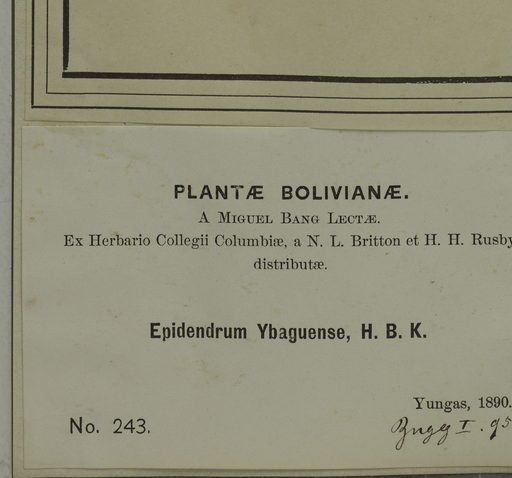 PLANTÆ BOLIVIANÆ.
A Miguel Bang Lectæ.
Ex Herbario Collegii Columbiæ, a N. L. Britton et H. H. Rusby
distributæ.
Epidendrum Ybaguense, H. B. K.
Yungas, 1890.
No. 243.